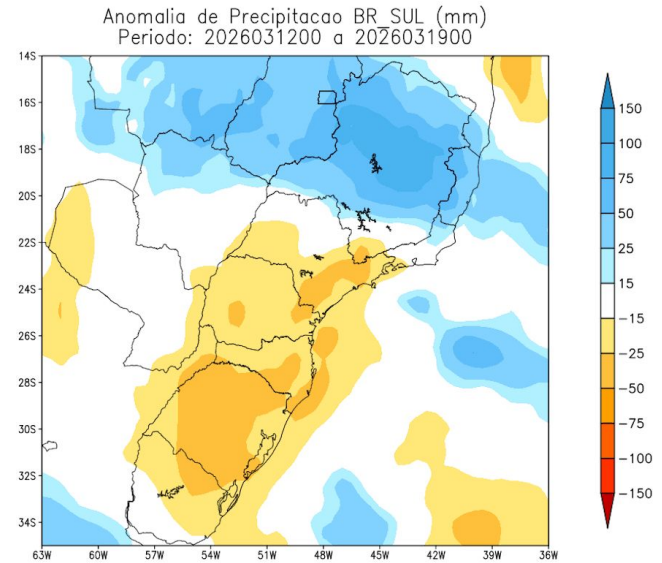 Anomalia de Precipitacao BR_SUL (mm)
Periodo: 2026031200 a 2026031900
14S
16S
18S
20S
22S
24S
26S
28S
30S
32S
34S
63W 60W 57W 54W 51W 48W 45W 42W 39W 36W
150
100
75
50
25
15
−15
−25
−50
−75
−100
−150